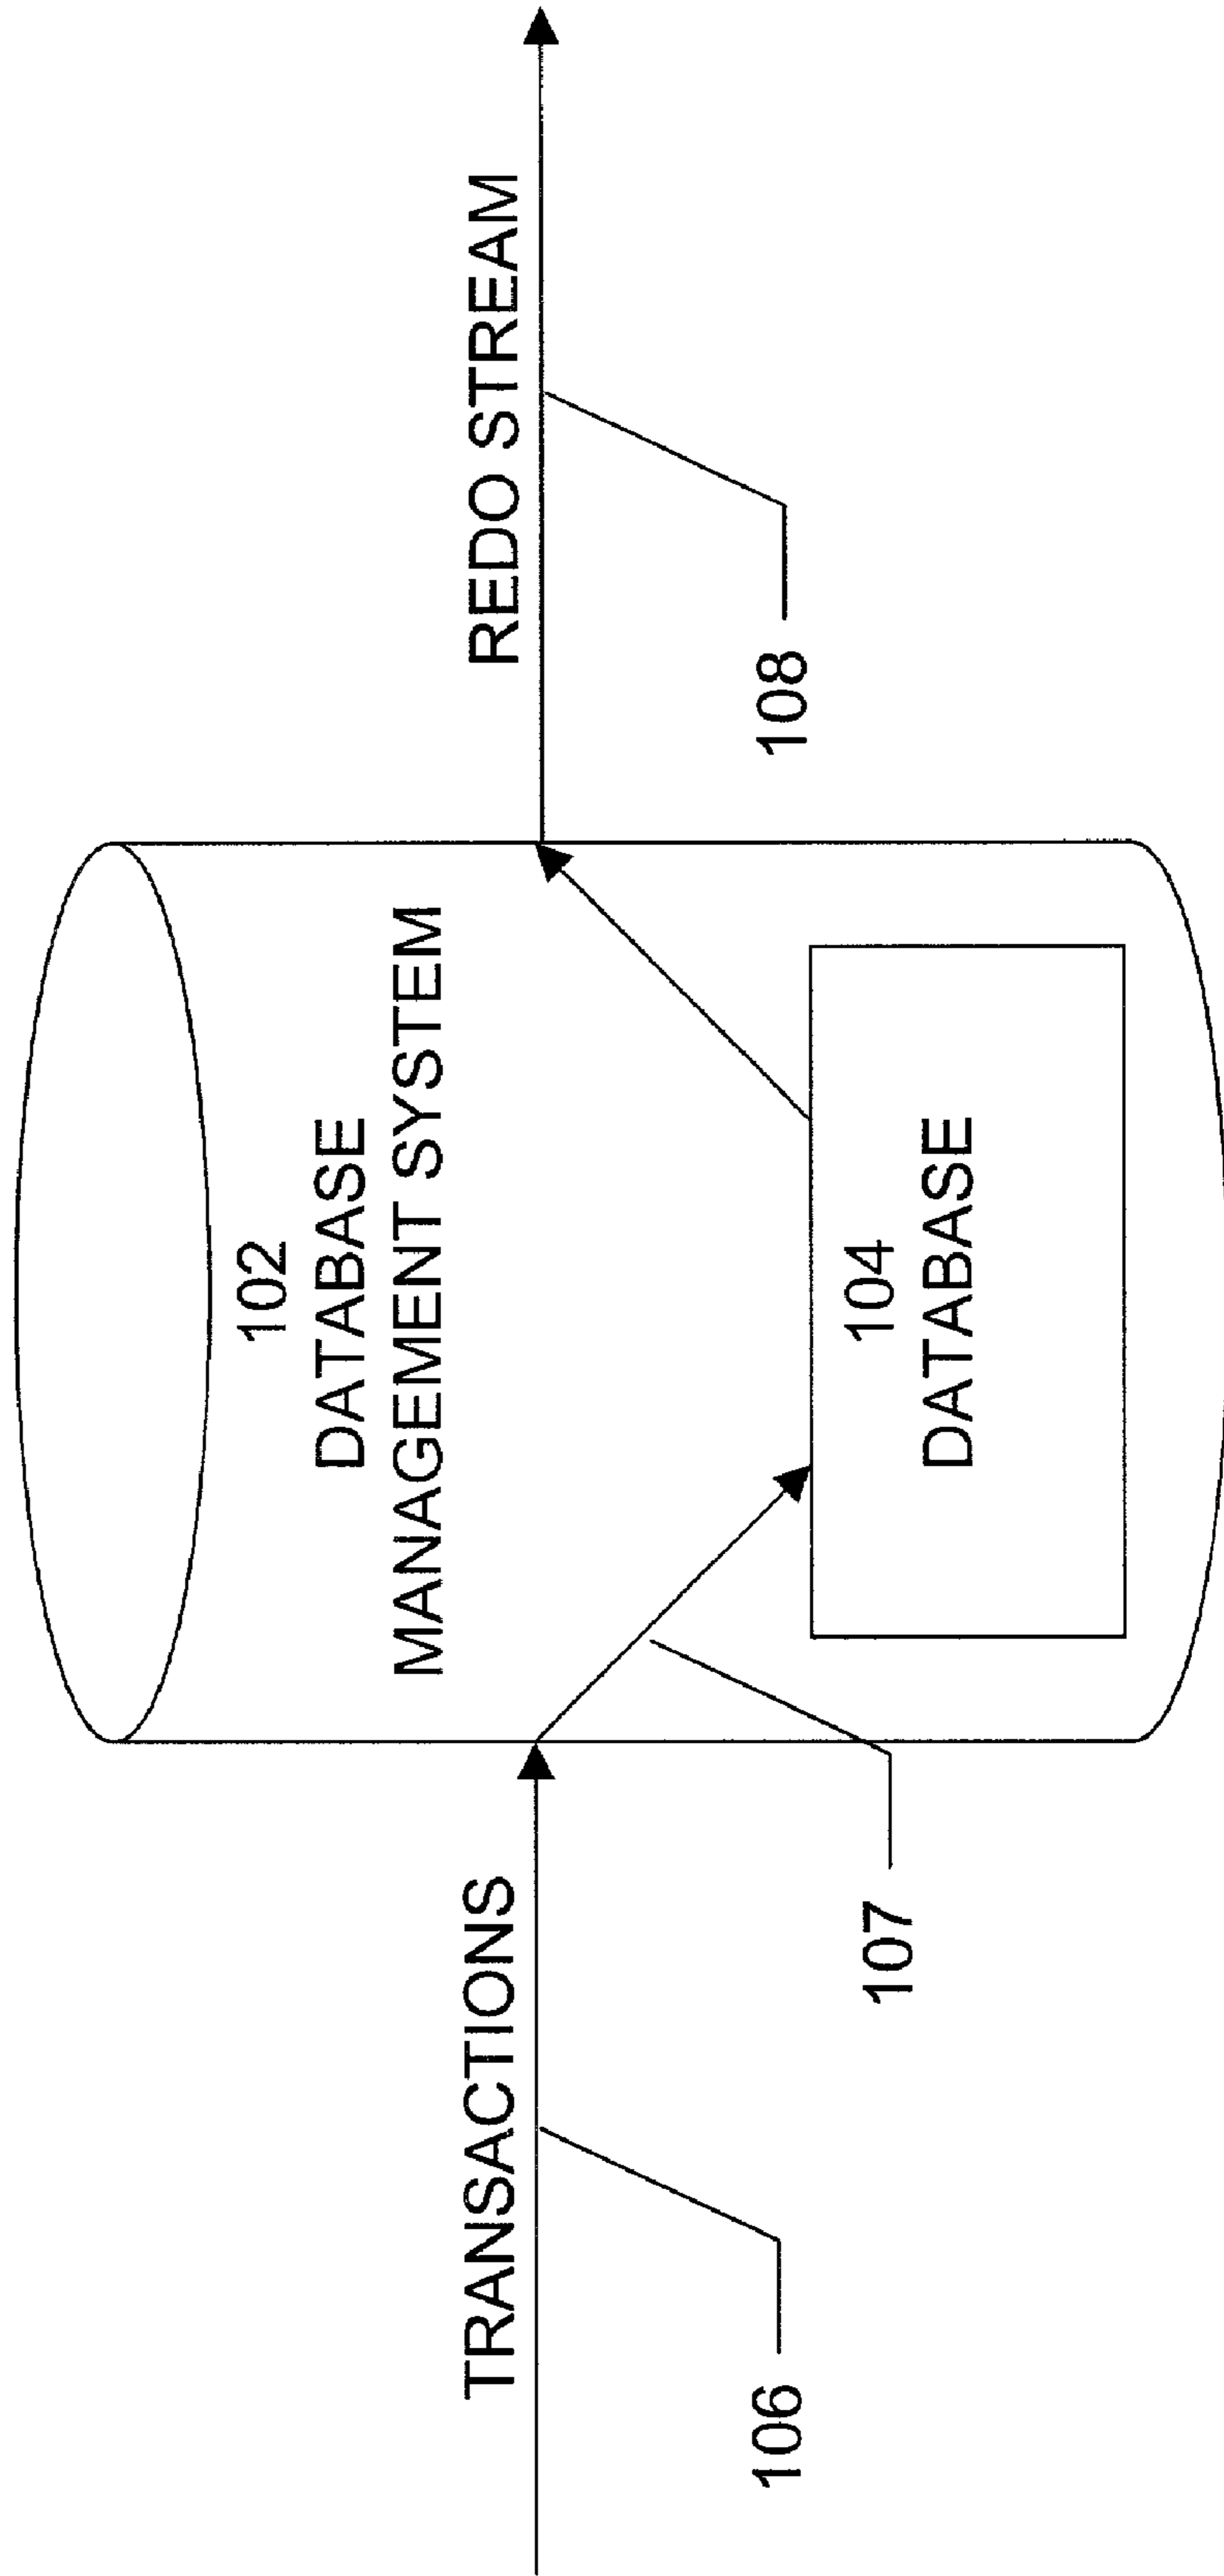 TRANSACTIONS
106
107
102
DATABASE
MANAGEMENT SYSTEM
104
DATABASE
REDO STREAM
108